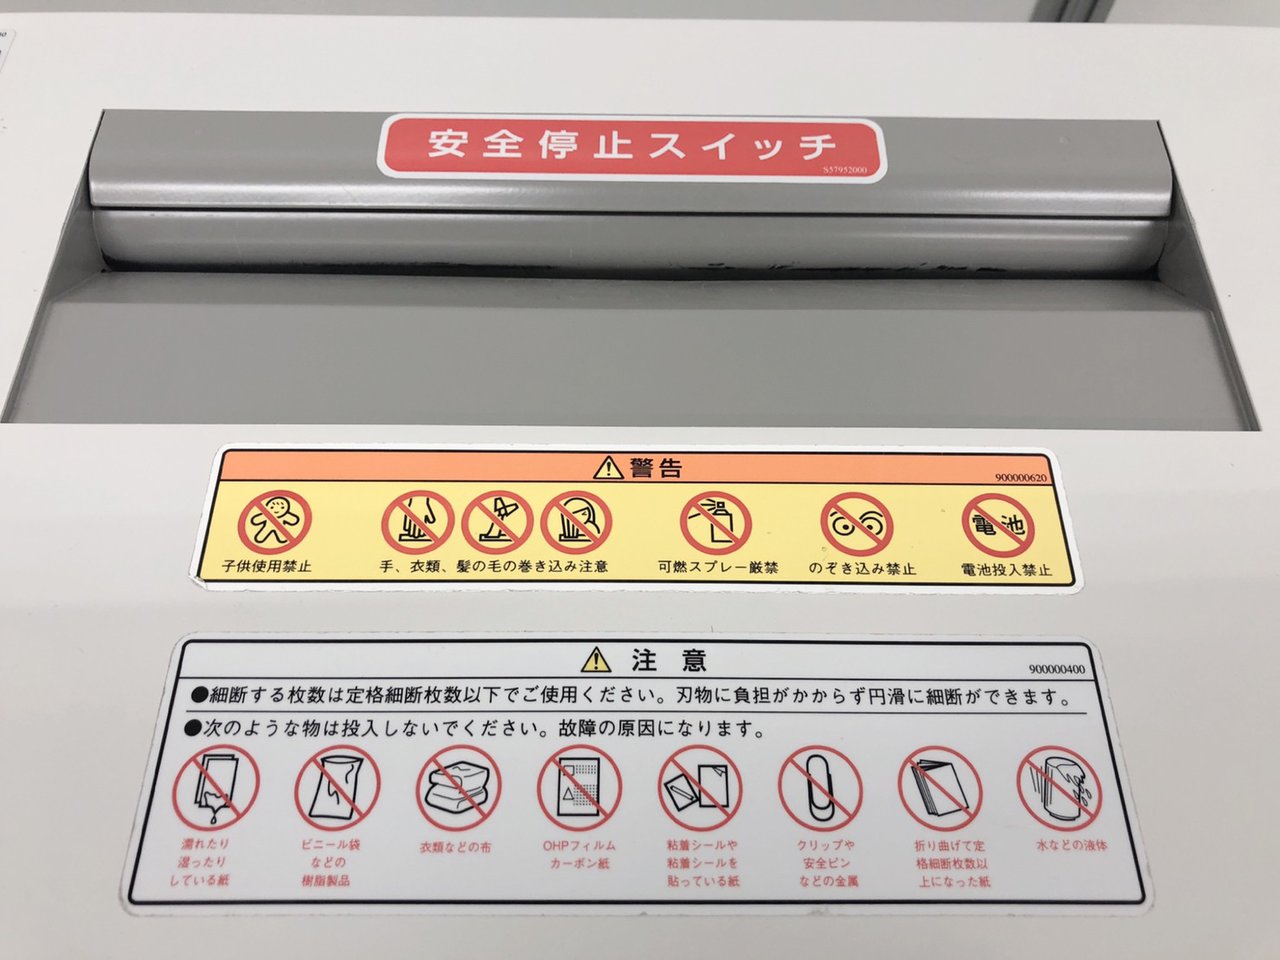 安全停止スイッチ
S57952000
警告
900000620
電池
子供使用禁止
手、衣類、髪の毛の巻き込み注意
可燃スプレー厳禁
のぞき込み禁止
電池投入禁止
注意
900000400
●細断する枚数は定格細断枚数以下でご使用ください。刃物に負担がかからず円滑に細断ができます。
●次のような物は投入しないでください。故障の原因になります。
濡れたり
湿ったり
している紙
ビニール袋
などの
樹脂製品
衣類などの布
OHPフィルム
カーボン紙
粘着シールや
粘着シールを
貼っている紙
クリップや
安全ピン
などの金属
折り曲げて定
格細断枚数以
上になった紙
水などの液体